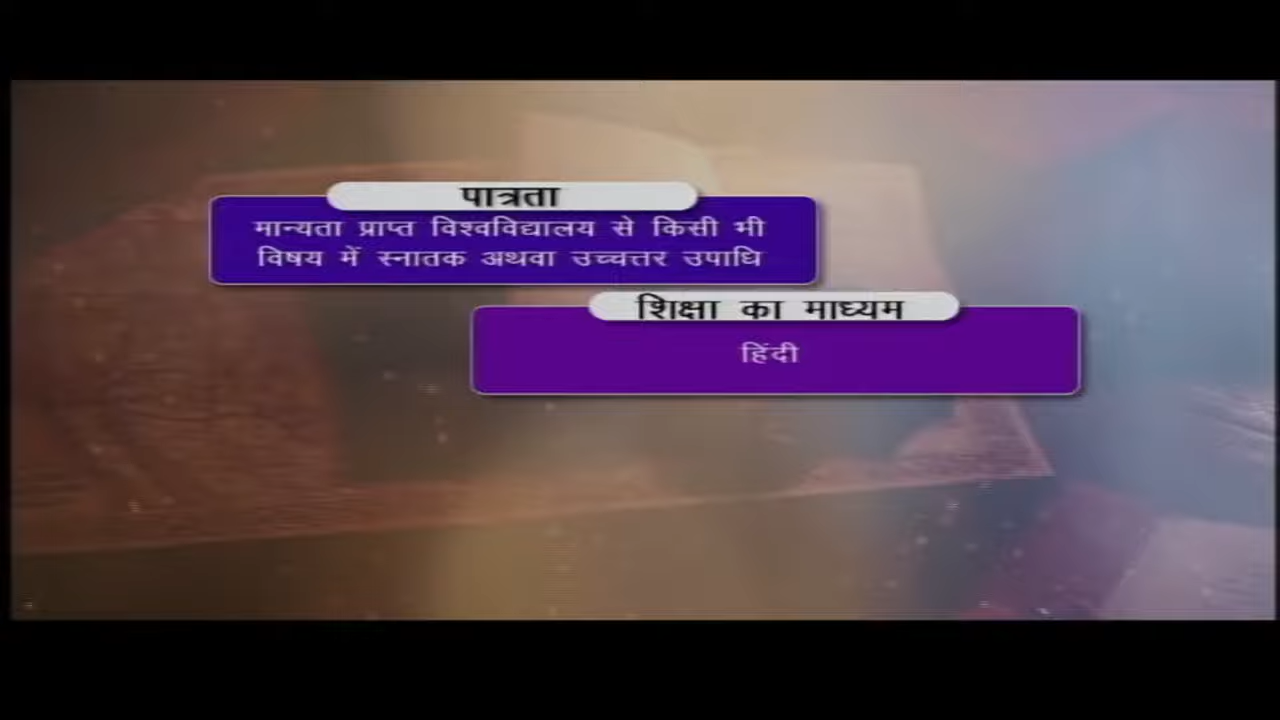 पात्रता
मान्यता प्राप्त विश्वविद्यालय से किसी भी
विषय में स्नातक अथवा उच्चत्तर उपाधि
शिक्षा का माध्यम
हिंदी